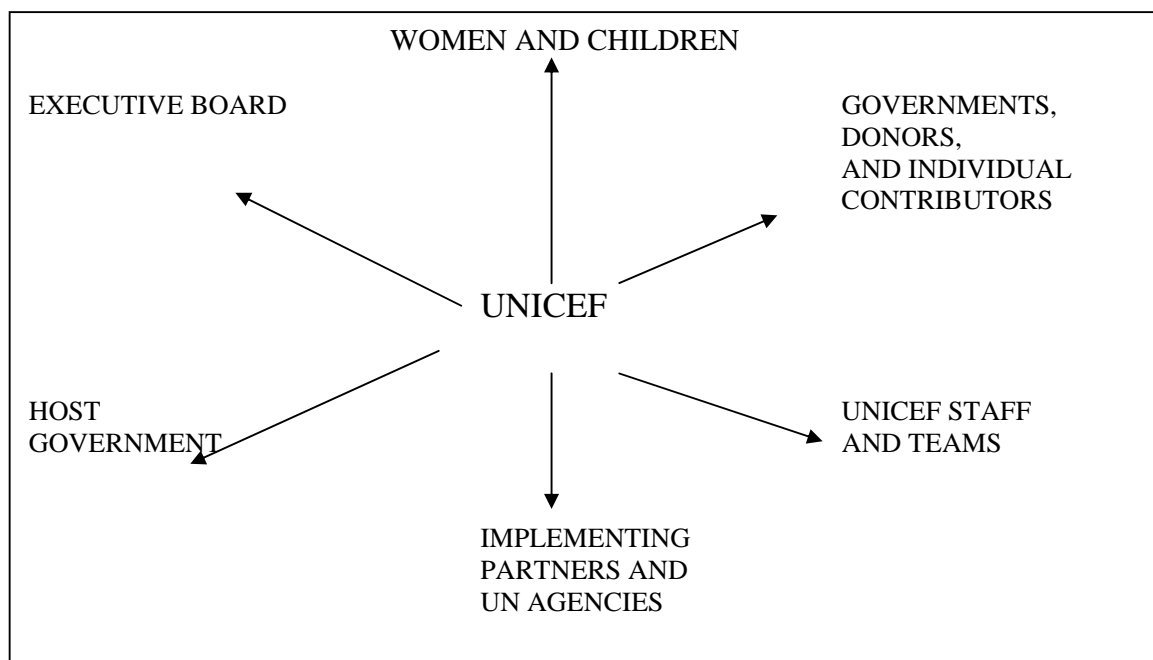 WOMEN AND CHILDREN
EXECUTIVE BOARD
GOVERNMENTS,
DONORS,
AND INDIVIDUAL
CONTRIBUTORS
UNICEF
HOST
GOVERNMENT
UNICEF STAFF
AND TEAMS
IMPLEMENTING
PARTNERS AND
UN AGENCIES